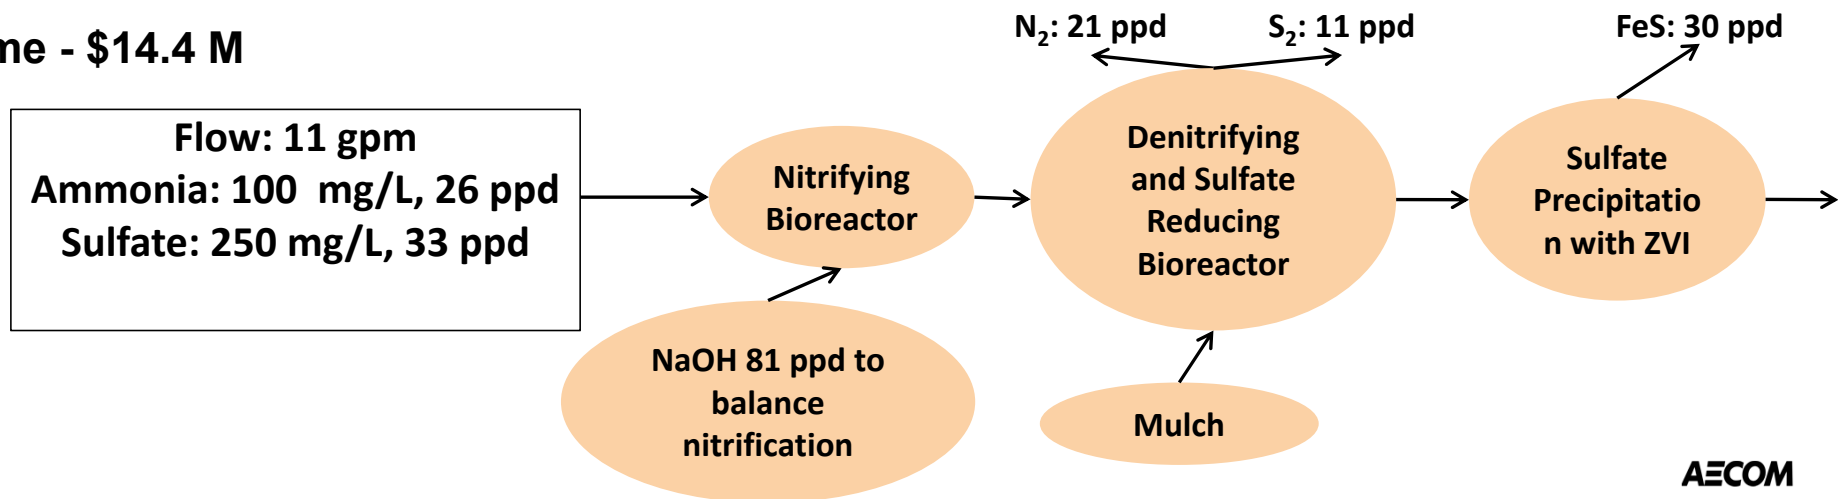 me - $14.4 M
N₂: 21 ppd
S₂: 11 ppd
FeS: 30 ppd
Flow: 11 gpm
Ammonia: 100 mg/L, 26 ppd
Sulfate: 250 mg/L, 33 ppd
Nitrifying
Bioreactor
Denitrifying
and Sulfate
Reducing
Bioreactor
Sulfate
Precipitatio
n with ZVI
NaOH 81 ppd to
balance
nitrification
Mulch
AECOM